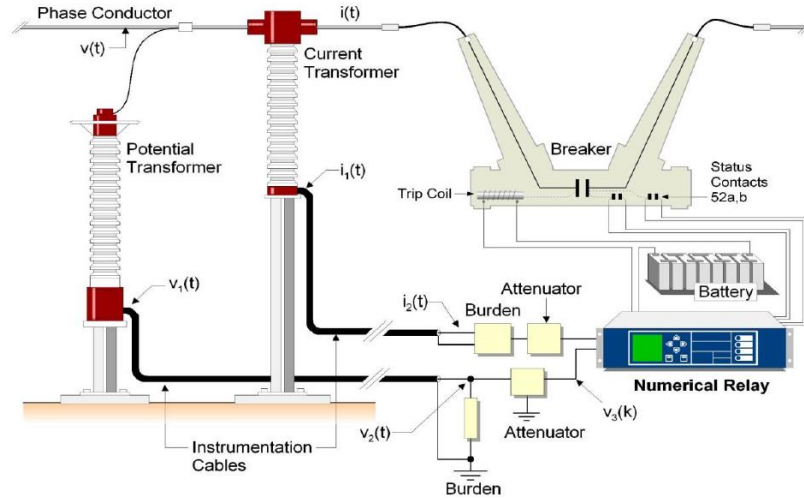 Phase Conductor
i(t)
v(t)
Current
Transformer
Potential
Transformer
Breaker
i₁(t)
Trip Coil
Status
Contacts
52a,b
v₁(t)
i₂(t)
Burden
Attenuator
Battery
Numerical Relay
v₂(t)
Attenuator
v₃(k)
Instrumentation
Cables
Burden